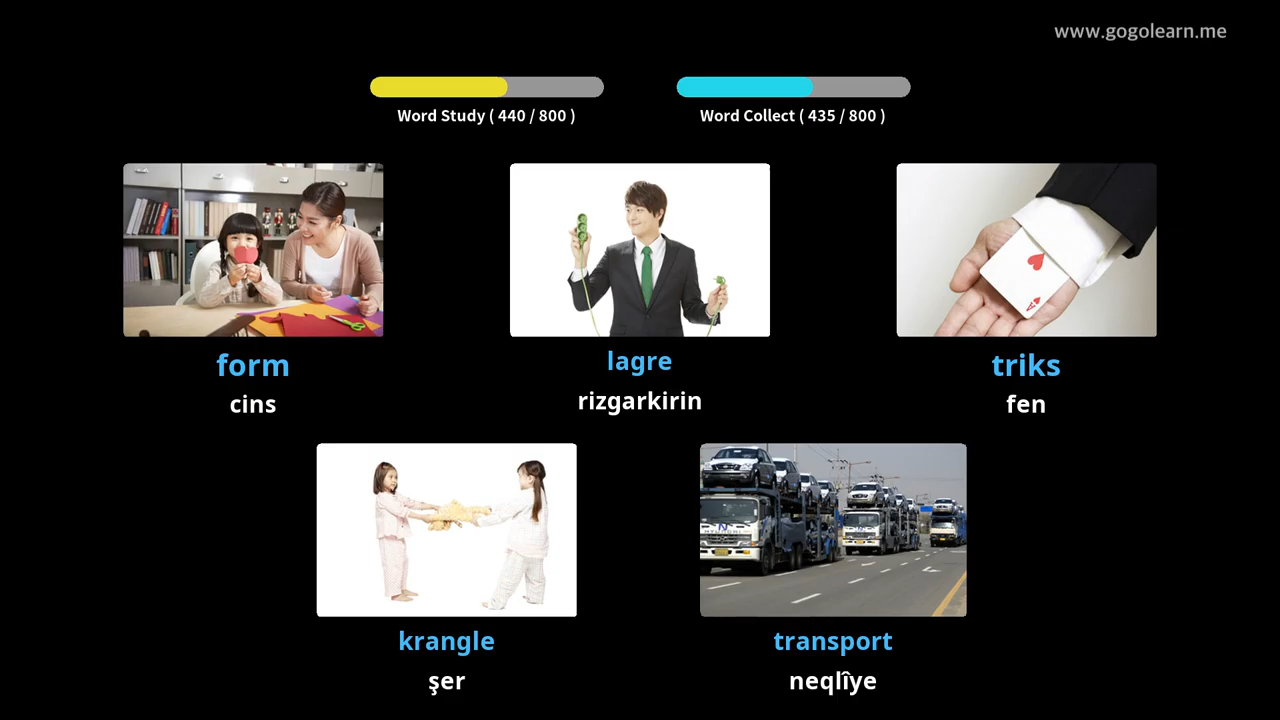 www.gogolearn.me
Word Study ( 440 / 800 )
Word Collect ( 435 / 800 )
form
cins
lagre
rizgarkirin
triks
fen
krangle
şer
transport
neqlîye